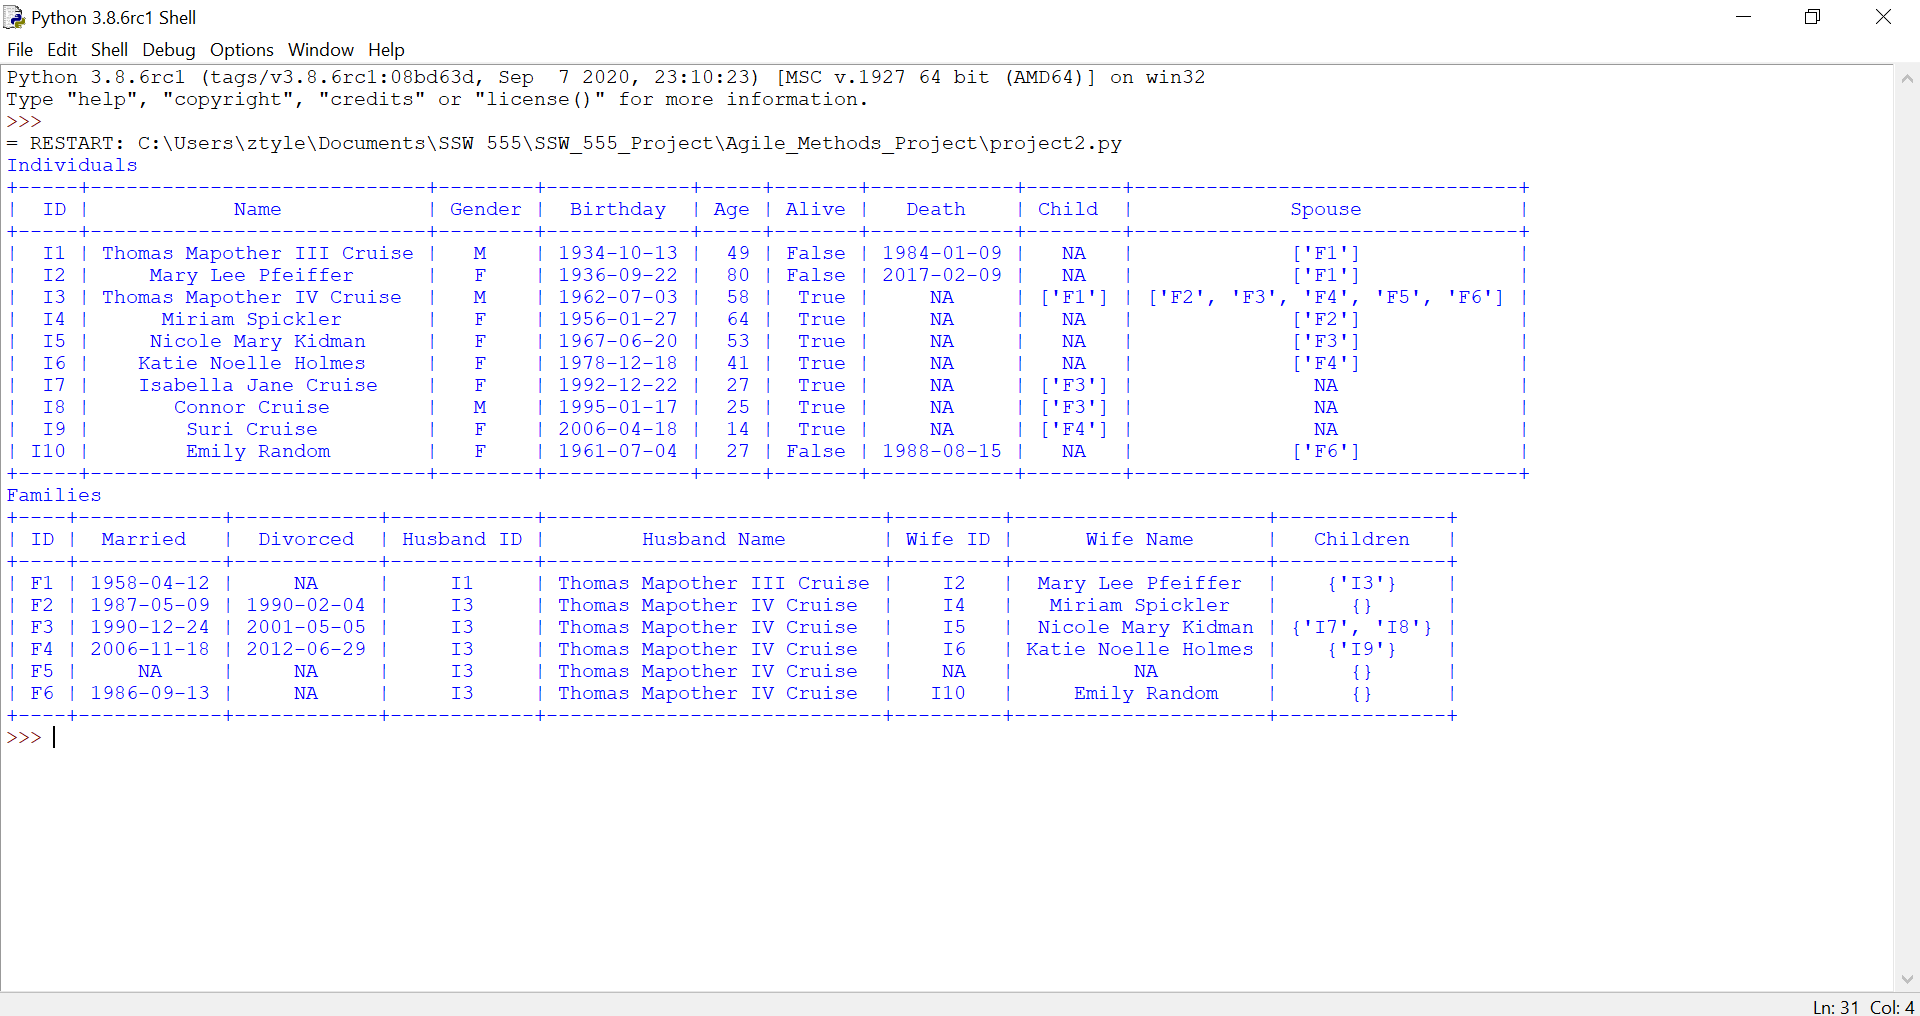 Python 3.8.6rc1 Shell
File Edit Shell Debug Options Window Help
Python 3.8.6rc1 (tags/v3.8.6rc1:08bd63d, Sep  7 2020, 23:10:23) [MSC v.1927 64 bit (AMD64)] on win32
Type "help", "copyright", "credits" or "license()" for more information.
>>>
= RESTART: C:\Users\ztyle\Documents\SSW 555\SSW_555_Project\Agile_Methods_Project\project2.py
Individuals
| ID | Name | Gender | Birthday | Age | Alive | Death | Child | Spouse |
| I1 | Thomas Mapother III Cruise | M | 1934-10-13 | 49 | False | 1984-01-09 | NA | ['F1'] |
| I2 | Mary Lee Pfeiffer | F | 1936-09-22 | 80 | False | 2017-02-09 | NA | ['F1'] |
| I3 | Thomas Mapother IV Cruise | M | 1962-07-03 | 58 | True | NA | ['F1'] | ['F2', 'F3', 'F4', 'F5', 'F6'] |
| I4 | Miriam Spickler | F | 1956-01-27 | 64 | True | NA | NA | ['F2'] |
| I5 | Nicole Mary Kidman | F | 1967-06-20 | 53 | True | NA | NA | ['F3'] |
| I6 | Katie Noelle Holmes | F | 1978-12-18 | 41 | True | NA | NA | ['F4'] |
| I7 | Isabella Jane Cruise | F | 1992-12-22 | 27 | True | NA | ['F3'] | NA |
| I8 | Connor Cruise | M | 1995-01-17 | 25 | True | NA | ['F3'] | NA |
| I9 | Suri Cruise | F | 2006-04-18 | 14 | True | NA | ['F4'] | NA |
| I10 | Emily Random | F | 1961-07-04 | 27 | False | 1988-08-15 | NA | ['F6'] |
Families
| ID | Married | Divorced | Husband ID | Husband Name | Wife ID | Wife Name | Children |
| F1 | 1958-04-12 | NA | I1 | Thomas Mapother III Cruise | I2 | Mary Lee Pfeiffer | {'I3'} |
| F2 | 1987-05-09 | 1990-02-04 | I3 | Thomas Mapother IV Cruise | I4 | Miriam Spickler | {} |
| F3 | 1990-12-24 | 2001-05-05 | I3 | Thomas Mapother IV Cruise | I5 | Nicole Mary Kidman | {'I7', 'I8'} |
| F4 | 2006-11-18 | 2012-06-29 | I3 | Thomas Mapother IV Cruise | I6 | Katie Noelle Holmes | {'I9'} |
| F5 | NA | NA | I3 | Thomas Mapother IV Cruise | NA | NA | {} |
| F6 | 1986-09-13 | NA | I3 | Thomas Mapother IV Cruise | I10 | Emily Random | {} |
>>>
Ln: 31 Col: 4